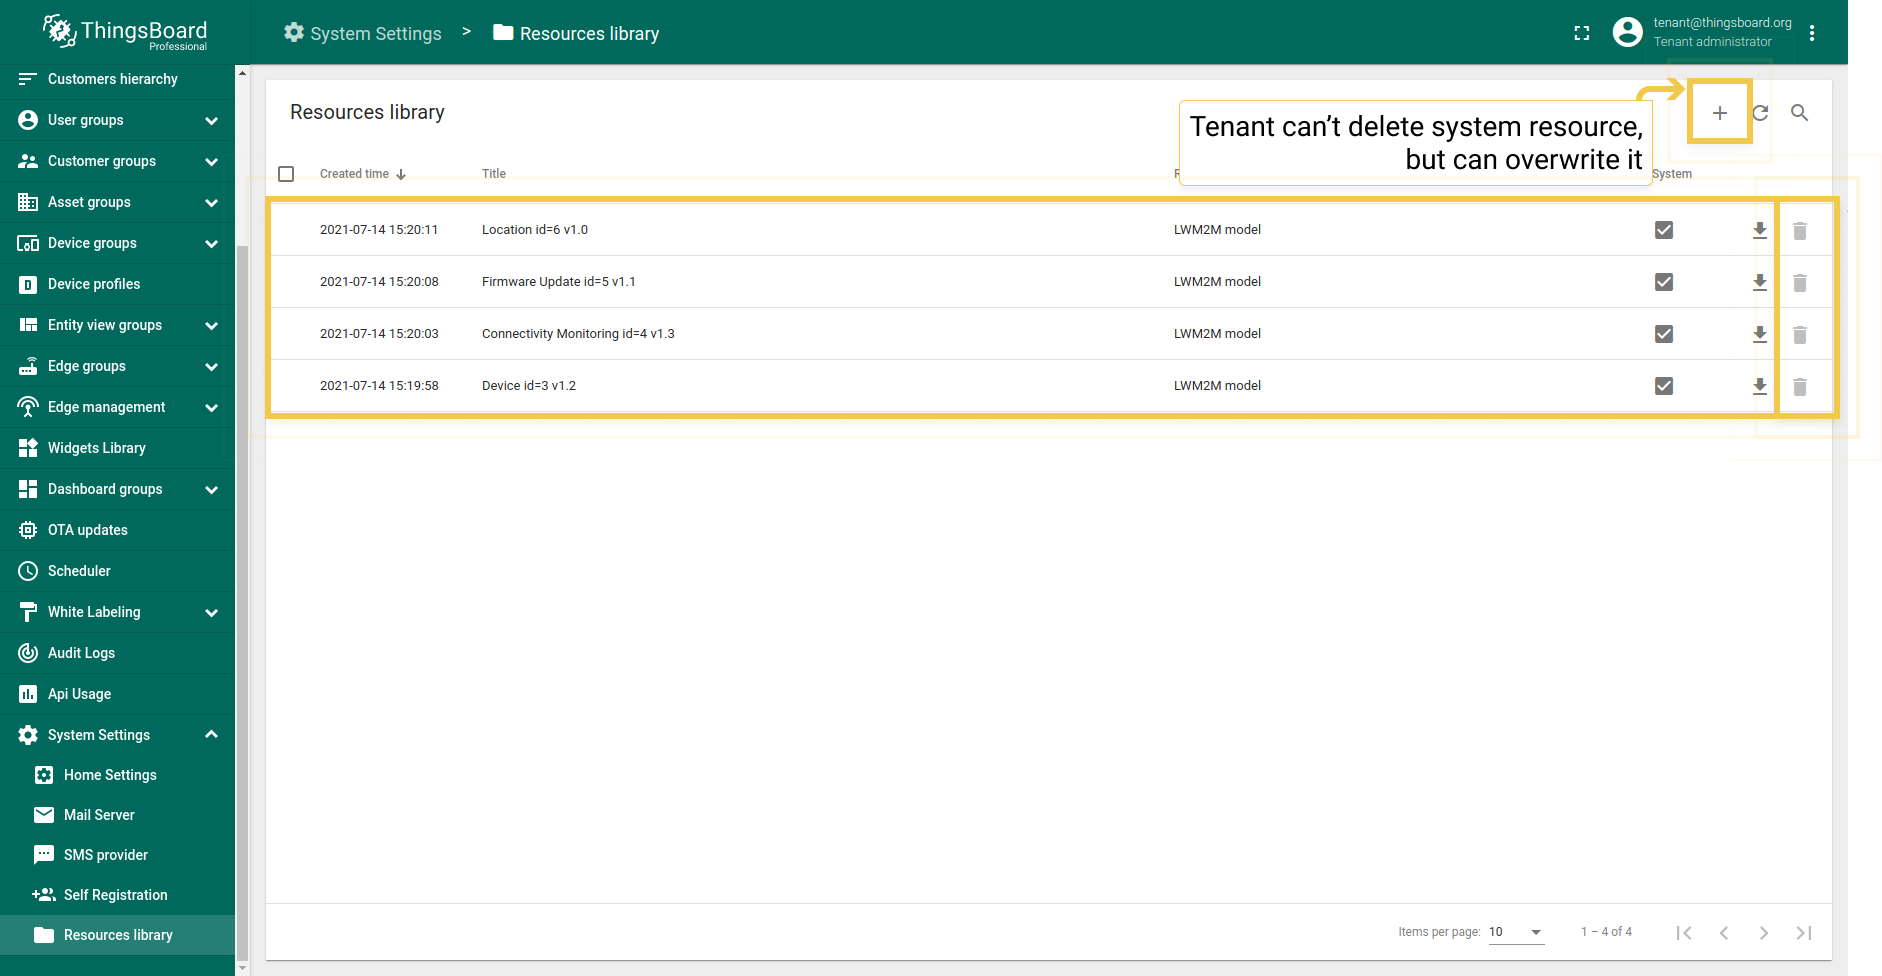 ThingsBoard
Professional
System Settings > Resources library
tenant@thingsboard.org
Tenant administrator
Customers hierarchy
User groups
Customer groups
Asset groups
Device groups
Device profiles
Entity view groups
Edge groups
Edge management
Widgets Library
Dashboard groups
OTA updates
Scheduler
White Labeling
Audit Logs
Api Usage
System Settings
Home Settings
Mail Server
SMS provider
Self Registration
Resources library
Resources library
Tenant can’t delete system resource,
but can overwrite it
Created time Title System
2021-07-14 15:20:11 Location id=6 v1.0 LWM2M model
2021-07-14 15:20:08 Firmware Update id=5 v1.1 LWM2M model
2021-07-14 15:20:03 Connectivity Monitoring id=4 v1.3 LWM2M model
2021-07-14 15:19:58 Device id=3 v1.2 LWM2M model
Items per page: 10 1 – 4 of 4